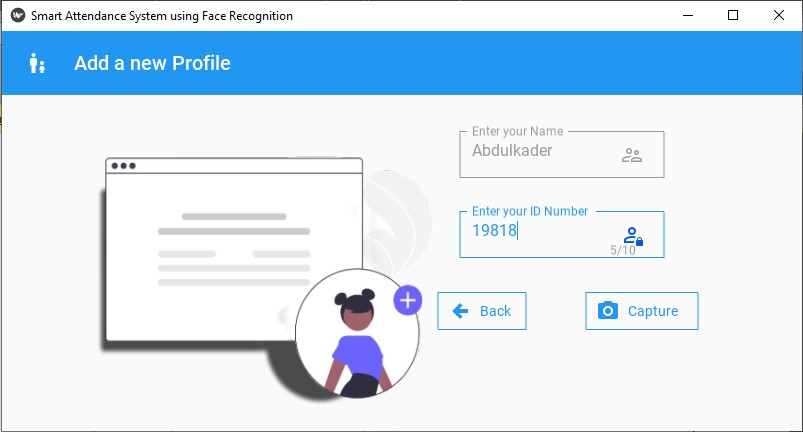 Smart Attendance System using Face Recognition
Add a new Profile
Enter your Name
Abdulkader
Enter your ID Number
19818
5/10
Back
Capture